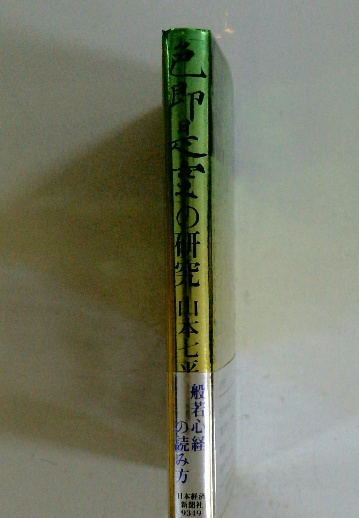 色即是空の研究
山本七平
般若心経
の読み方
日本経済
新聞社
9349